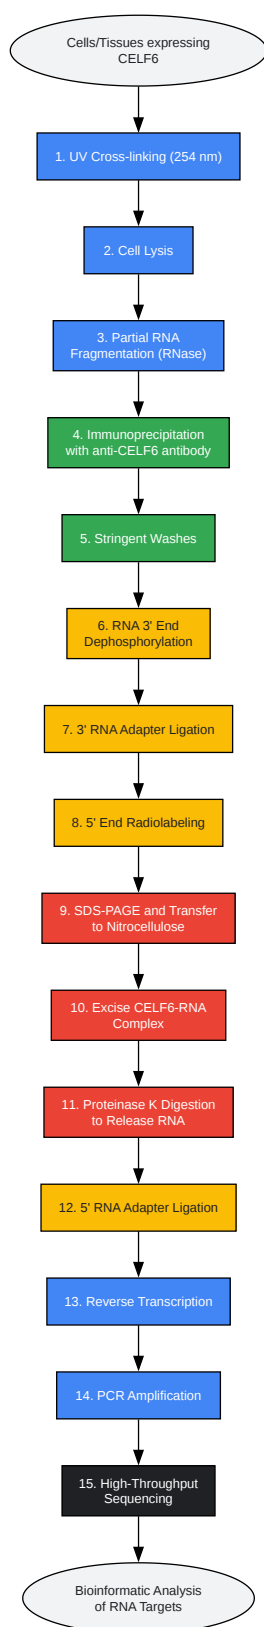 Cells/Tissues expressing
CELF6
1. UV Cross-linking (254 nm)
2. Cell Lysis
3. Partial RNA
Fragmentation (RNase)
4. Immunoprecipitation
with anti-CELF6 antibody
5. Stringent Washes
6. RNA 3' End
Dephosphorylation
7. 3' RNA Adapter Ligation
8. 5' End Radiolabeling
9. SDS-PAGE and Transfer
to Nitrocellulose
10. Excise CELF6-RNA
Complex
11. Proteinase K Digestion
to Release RNA
12. 5' RNA Adapter Ligation
13. Reverse Transcription
14. PCR Amplification
15. High-Throughput
Sequencing
Bioinformatic Analysis
of RNA Targets